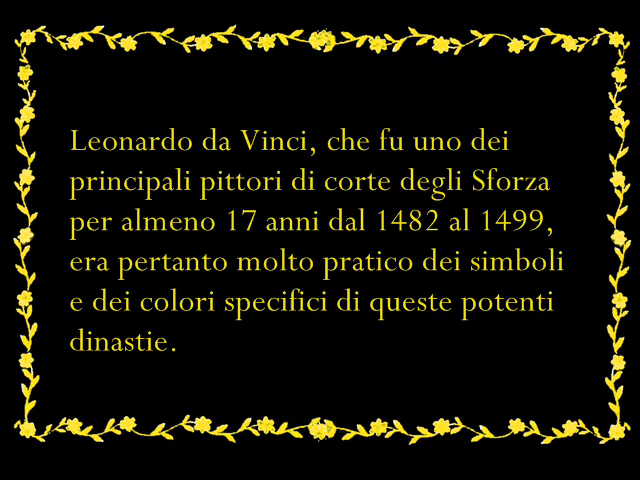 Leonardo da Vinci, che fu uno dei
principali pittori di corte degli Sforza
per almeno 17 anni dal 1482 al 1499,
era pertanto molto pratico dei simboli
e dei colori specifici di queste potenti
dinastie.